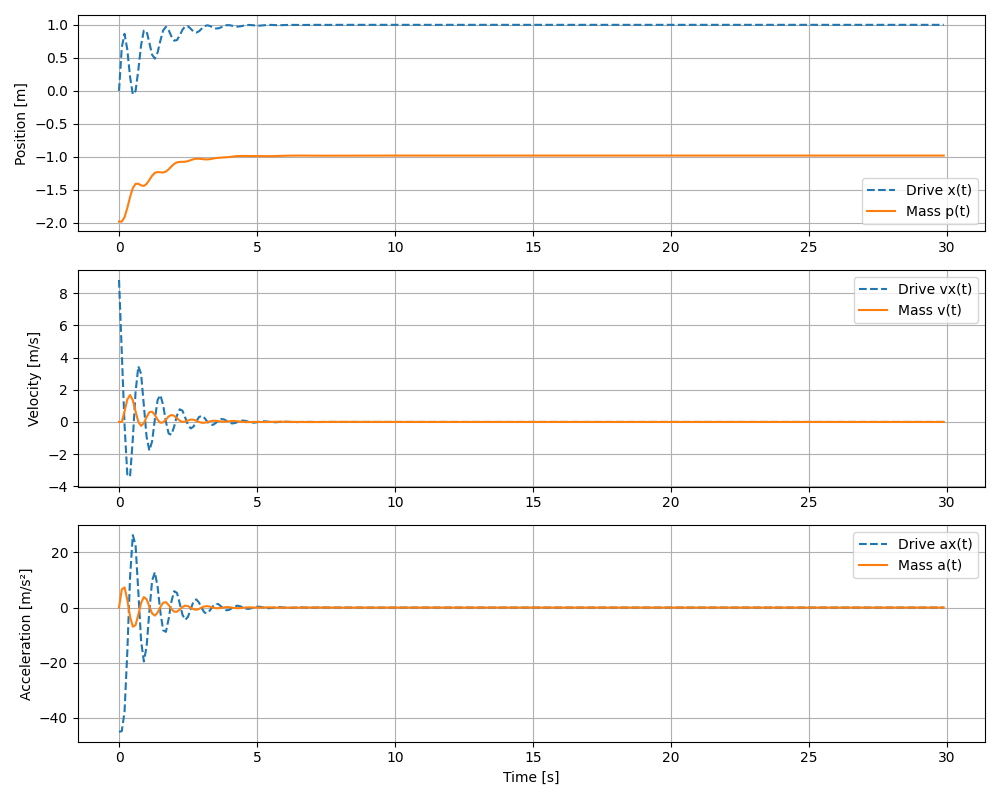 1.0
0.5
0.0
−0.5
−1.0
−1.5
−2.0
Position [m]
Drive x(t)
Mass p(t)
0 5 10 15 20 25 30
8
6
4
2
0
−2
−4
Velocity [m/s]
Drive vx(t)
Mass v(t)
0 5 10 15 20 25 30
20
0
−20
−40
Acceleration [m/s²]
Drive ax(t)
Mass a(t)
0 5 10 15 20 25 30
Time [s]